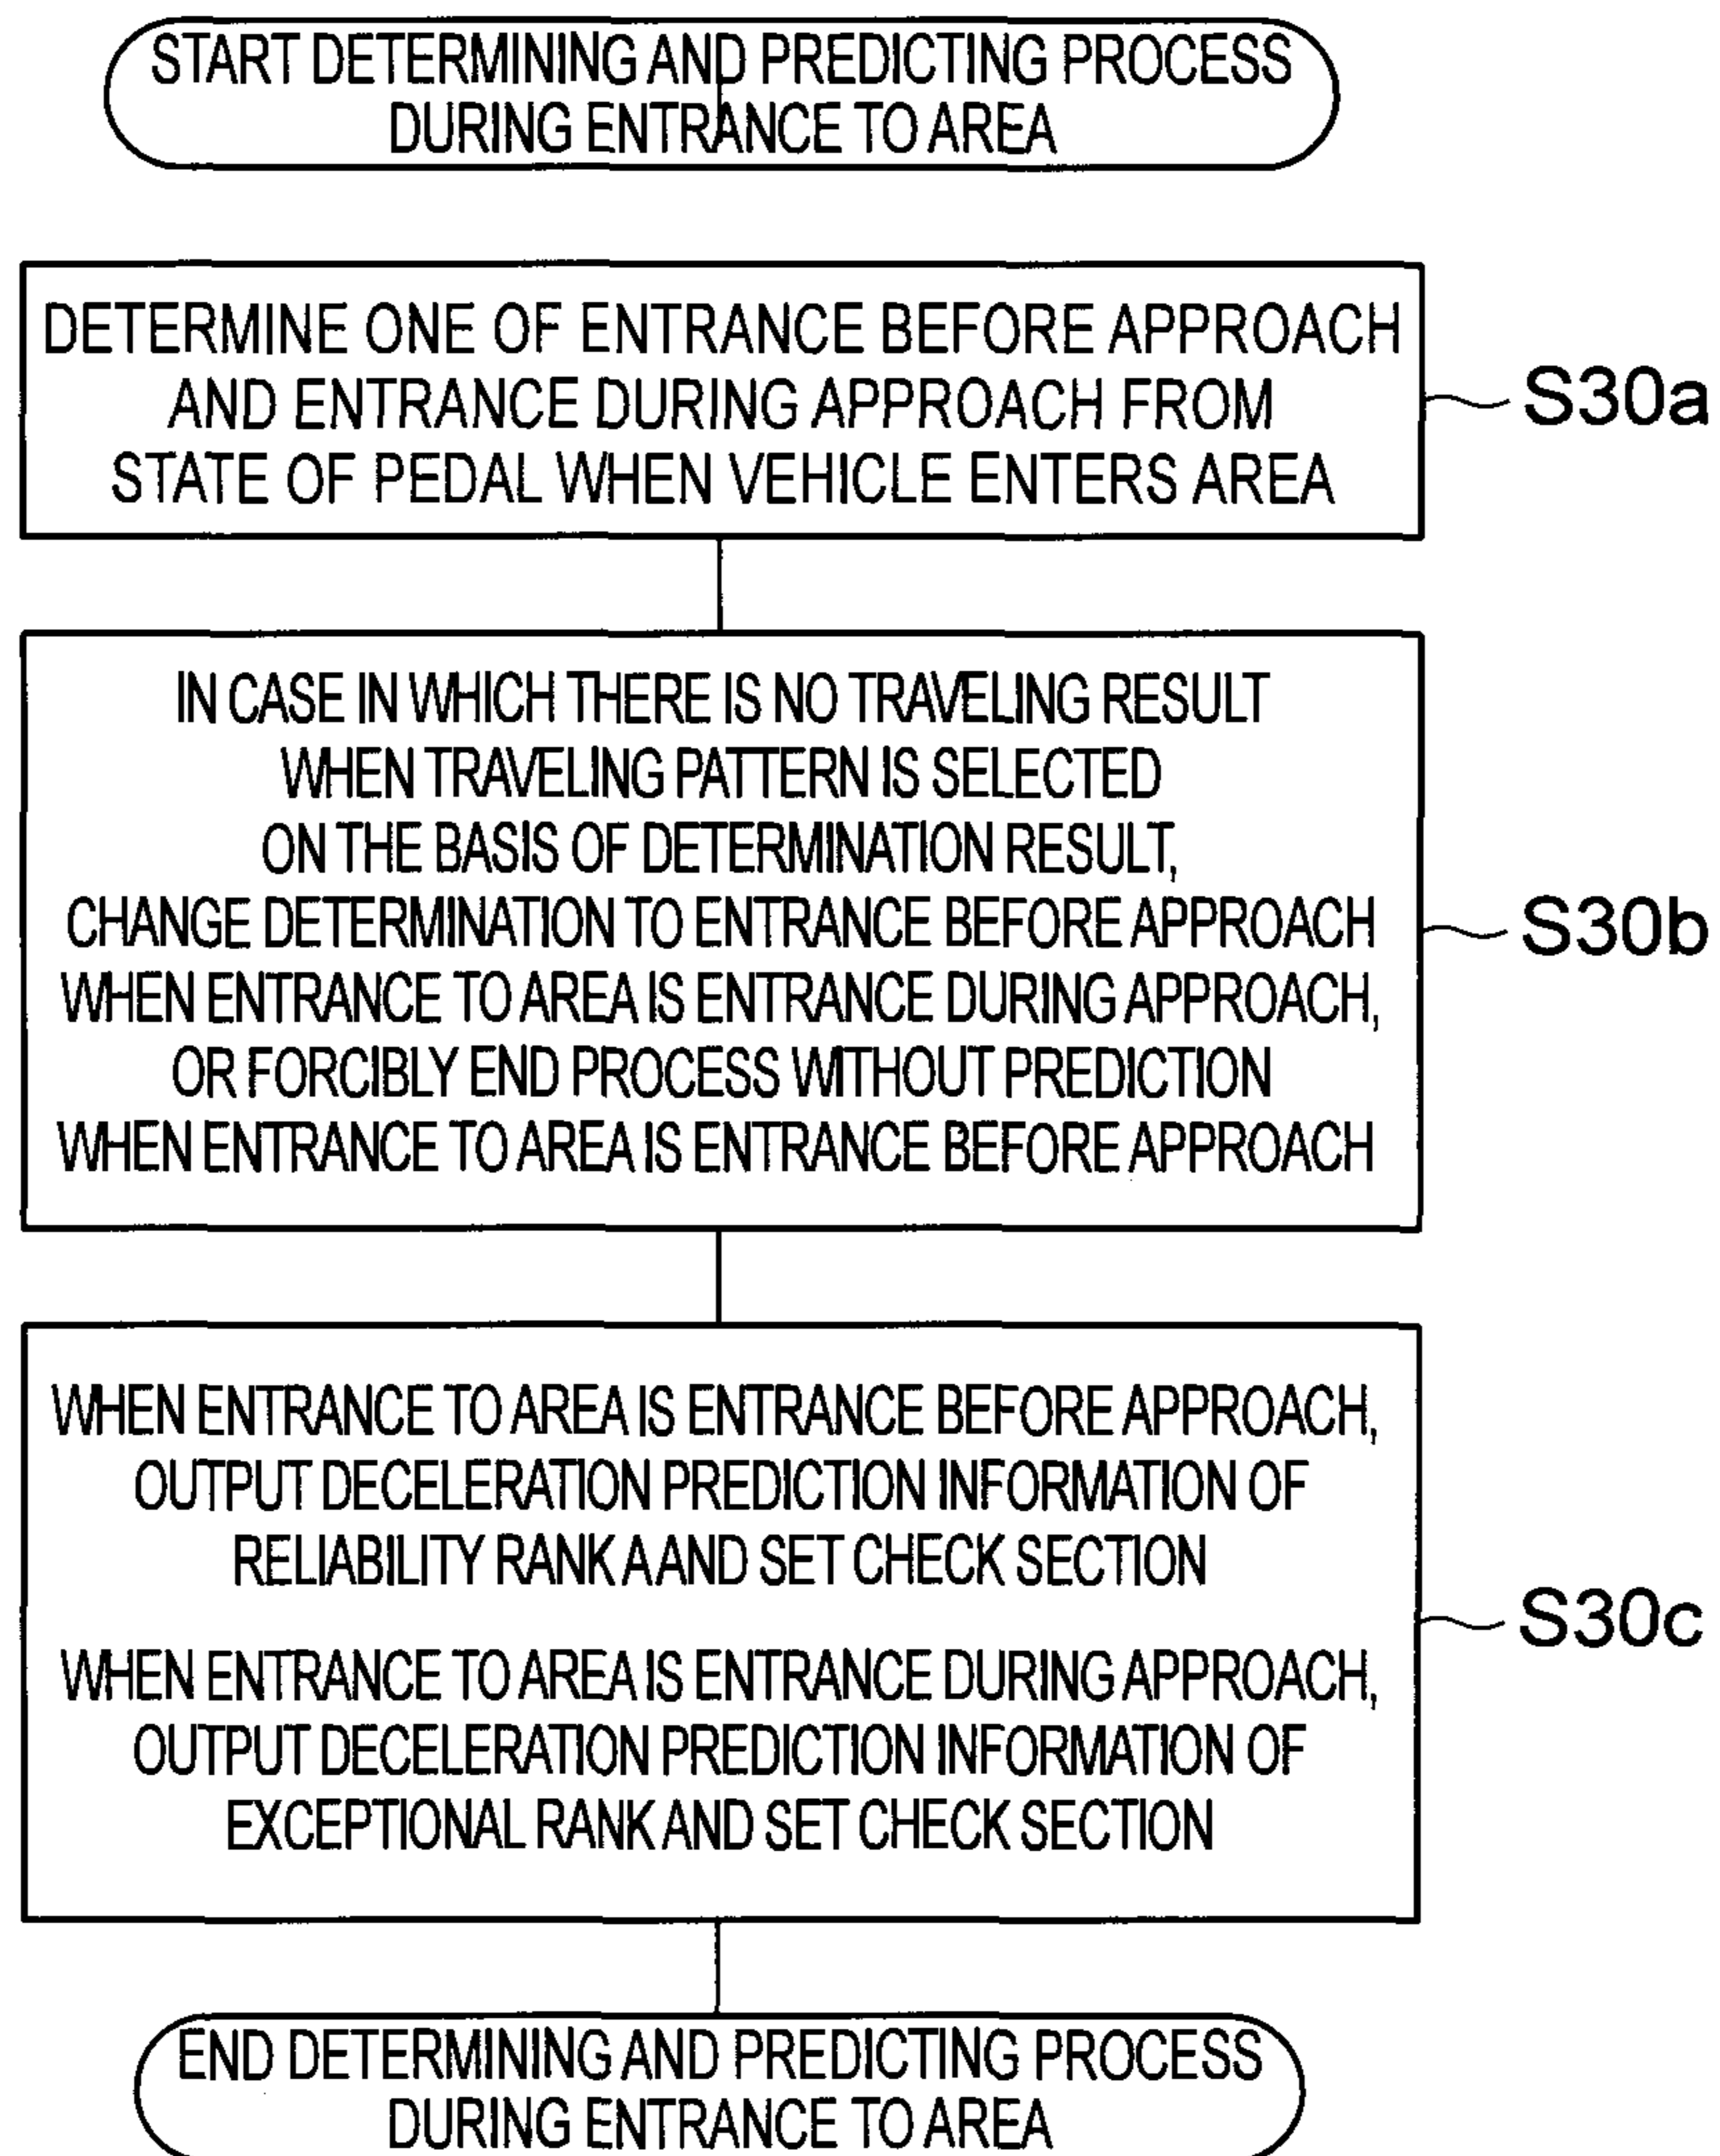 START DETERMINING AND PREDICTING PROCESS
DURING ENTRANCE TO AREA
DETERMINE ONE OF ENTRANCE BEFORE APPROACH
AND ENTRANCE DURING APPROACH FROM
STATE OF PEDAL WHEN VEHICLE ENTERS AREA
S30a
IN CASE IN WHICH THERE IS NO TRAVELING RESULT
WHEN TRAVELING PATTERN IS SELECTED
ON THE BASIS OF DETERMINATION RESULT,
CHANGE DETERMINATION TO ENTRANCE BEFORE APPROACH
WHEN ENTRANCE TO AREA IS ENTRANCE DURING APPROACH,
OR FORCIBLY END PROCESS WITHOUT PREDICTION
WHEN ENTRANCE TO AREA IS ENTRANCE BEFORE APPROACH
S30b
WHEN ENTRANCE TO AREA IS ENTRANCE BEFORE APPROACH,
OUTPUT DECELERATION PREDICTION INFORMATION OF
RELIABILITY RANK A AND SET CHECK SECTION
WHEN ENTRANCE TO AREA IS ENTRANCE DURING APPROACH,
OUTPUT DECELERATION PREDICTION INFORMATION OF
EXCEPTIONAL RANK AND SET CHECK SECTION
S30c
END DETERMINING AND PREDICTING PROCESS
DURING ENTRANCE TO AREA